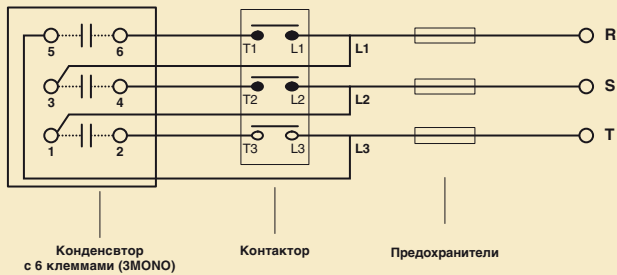 5 6 T1 L1 L1 R
3 4 T2 L2 L2 S
1 2 T3 L3 L3 T
Конденсвтор
с 6 клеммами (3MONO)
Контактор
Предохранители